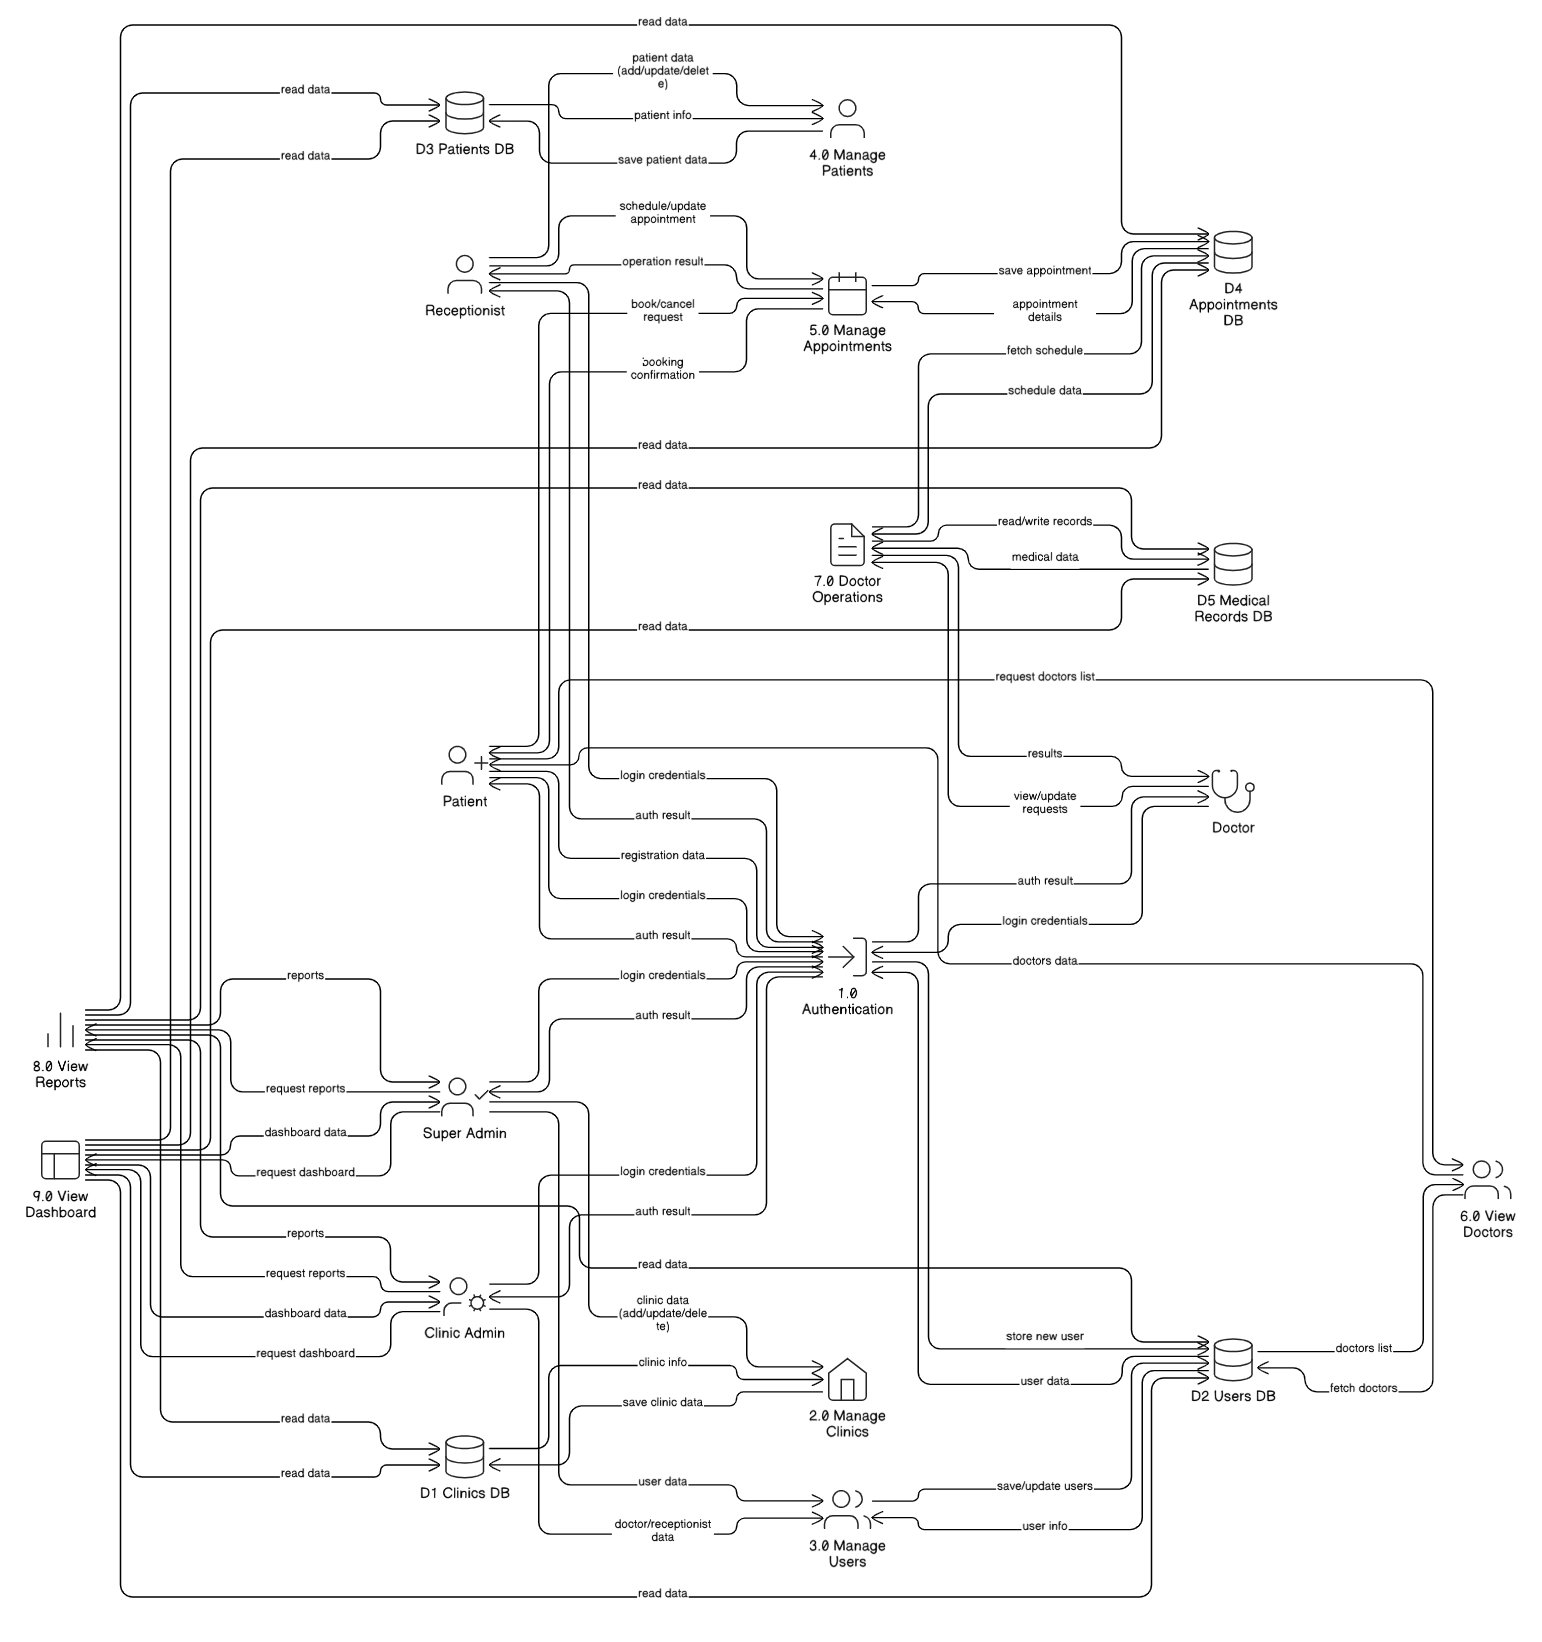 read data
patient data
(add/update/delet
e)
read data
patient info
D3 Patients DB
read data
save patient data
4.0 Manage
Patients
schedule/update
appointment
operation result
save appointment
Receptionist
book/cancel
request
appointment
details
D4
Appointments
DB
5.0 Manage
Appointments
fetch schedule
booking
confirmation
schedule data
read data
read data
read/write records
medical data
7.0 Doctor
Operations
D5 Medical
Records DB
read data
request doctors list
results
login credentials
Patient
view/update
requests
auth result
Doctor
registration data
auth result
login credentials
login credentials
auth result
doctors data
reports
login credentials
1.0
Authentication
auth result
8.0 View
Reports
request reports
dashboard data
Super Admin
request dashboard
login credentials
9.0 View
Dashboard
auth result
6.0 View
Doctors
reports
read data
request reports
clinic data
(add/update/dele
te)
dashboard data
Clinic Admin
store new user
request dashboard
doctors list
clinic info
user data
fetch doctors
D2 Users DB
save clinic data
read data
2.0 Manage
Clinics
read data
D1 Clinics DB
user data
save/update users
doctor/receptionist
data
user info
3.0 Manage
Users
read data